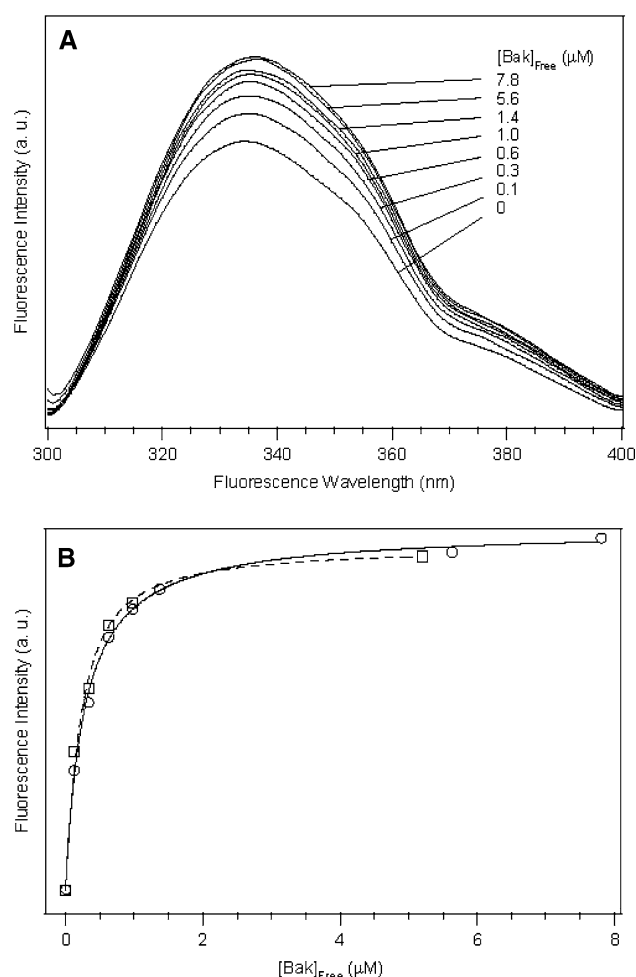 A
[Bak]Free (μM)
7.8
5.6
1.4
1.0
0.6
0.3
0.1
0
Fluorescence Intensity (a. u.)
300 320 340 360 380 400
Fluorescence Wavelength (nm)
B
Fluorescence Intensity (a. u.)
0 2 4 6 8
[Bak]Free (μM)